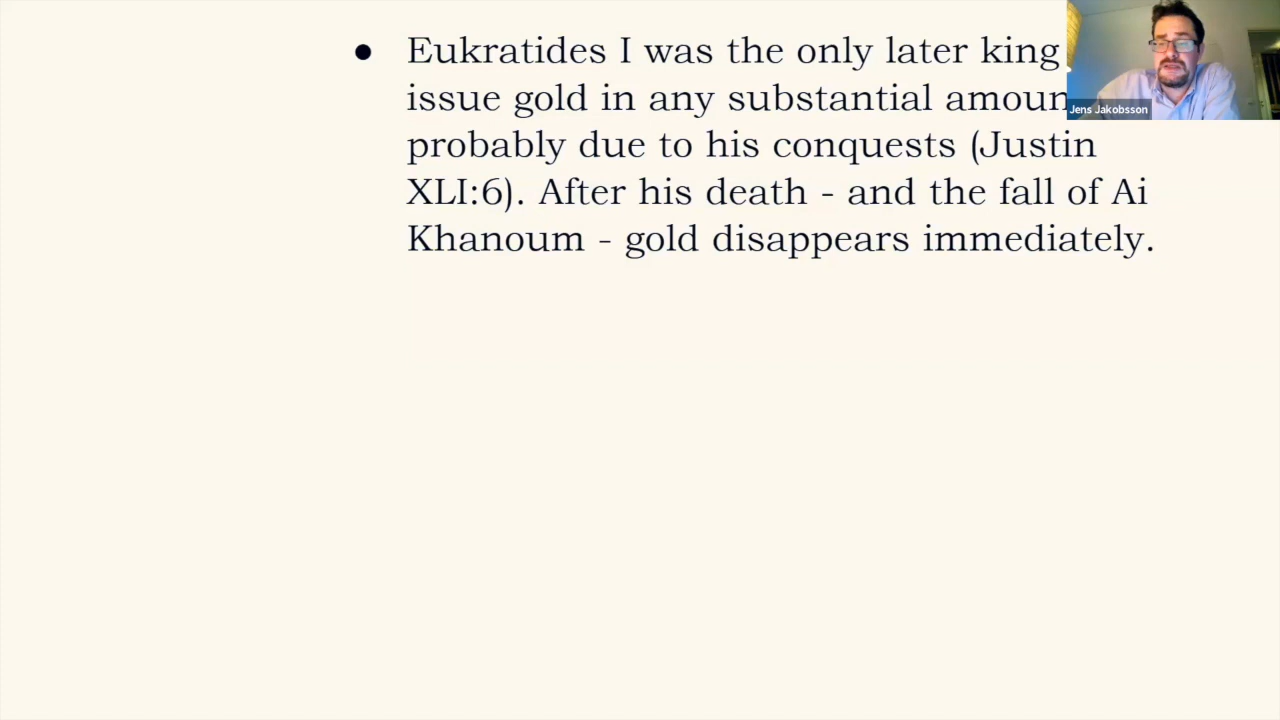 ● Eukratides I was the only later king
issue gold in any substantial amoun
probably due to his conquests (Justin
XLI:6). After his death - and the fall of Ai
Khanoum - gold disappears immediately.
Jens Jakobsson